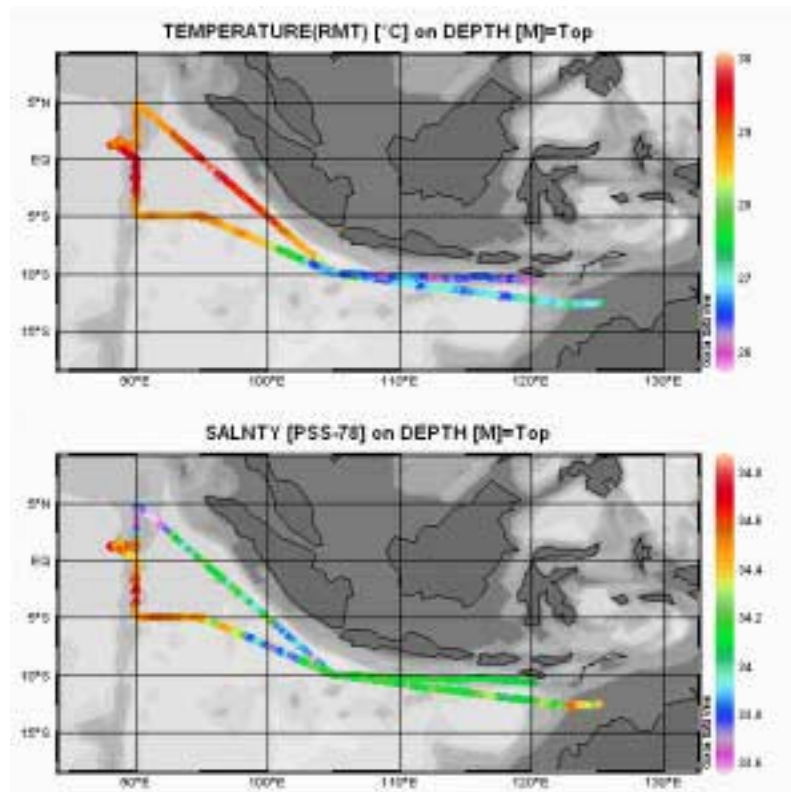 TEMPERATURE(RMT) [°C] on DEPTH [M]=Top
5°N
EQ
5°S
10°S
15°S
90°E 100°E 110°E 120°E 130°E
30
29
28
27
26
SALNTY [PSS-78] on DEPTH [M]=Top
5°N
EQ
5°S
10°S
15°S
90°E 100°E 110°E 120°E 130°E
34.8
34.6
34.4
34.2
34
33.8
33.6